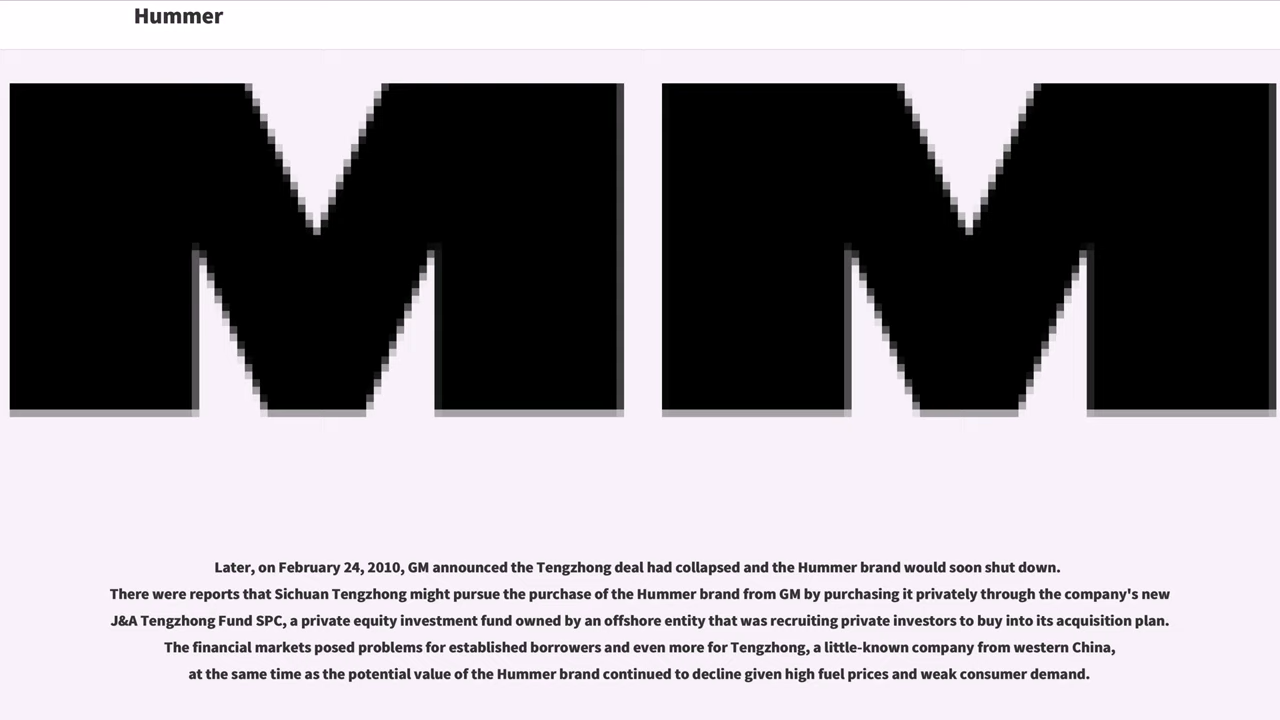 Hummer
MM
Later, on February 24, 2010, GM announced the Tengzhong deal had collapsed and the Hummer brand would soon shut down.
There were reports that Sichuan Tengzhong might pursue the purchase of the Hummer brand from GM by purchasing it privately through the company's new
J&A Tengzhong Fund SPC, a private equity investment fund owned by an offshore entity that was recruiting private investors to buy into its acquisition plan.
The financial markets posed problems for established borrowers and even more for Tengzhong, a little-known company from western China,
at the same time as the potential value of the Hummer brand continued to decline given high fuel prices and weak consumer demand.